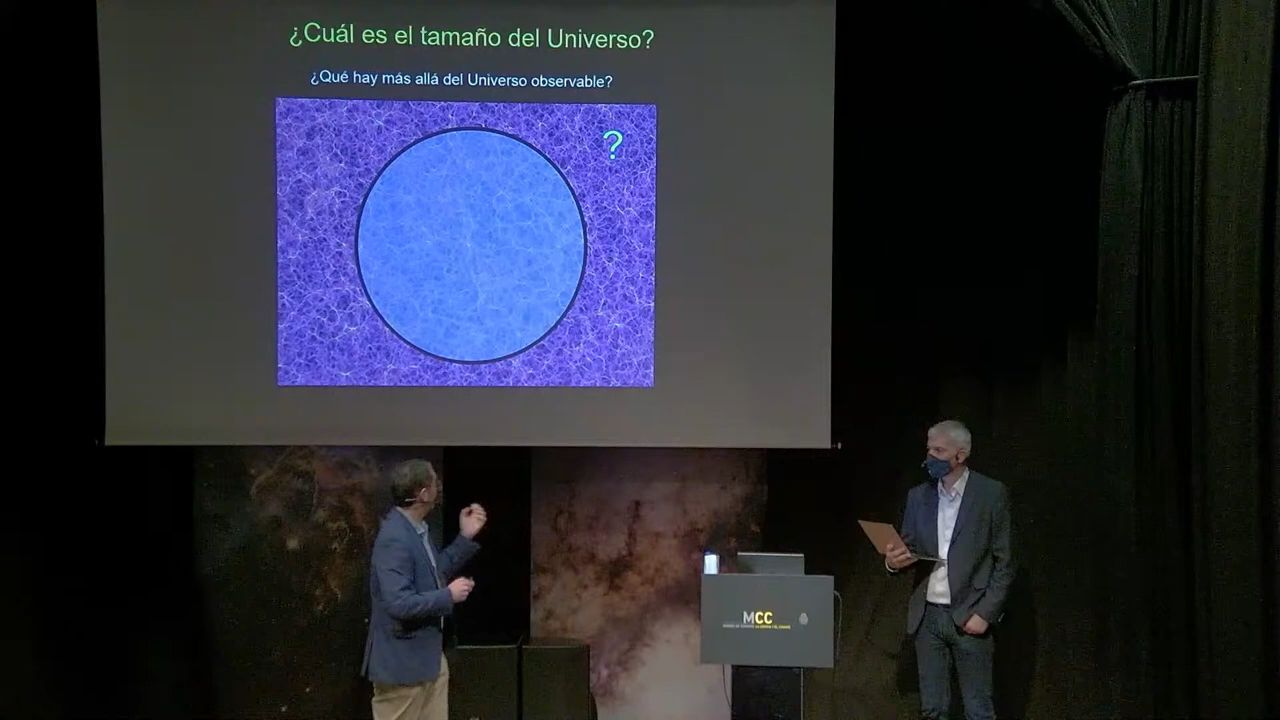 ¿Cuál es el tamaño del Universo?
¿Qué hay más allá del Universo observable?
?
MCC